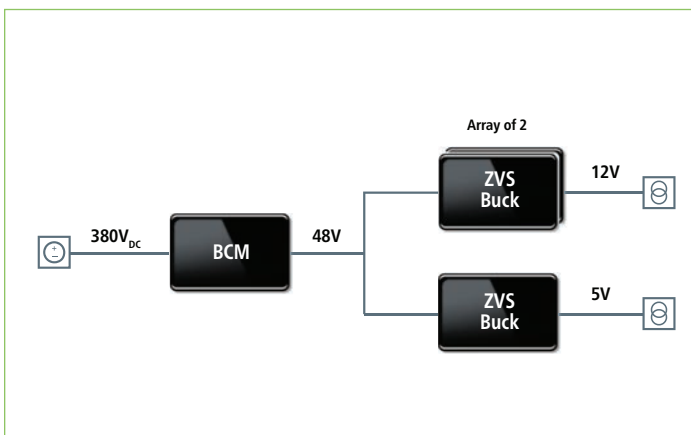 Array of 2
ZVS
Buck
12V
380V_DC
BCM
48V
ZVS
Buck
5V